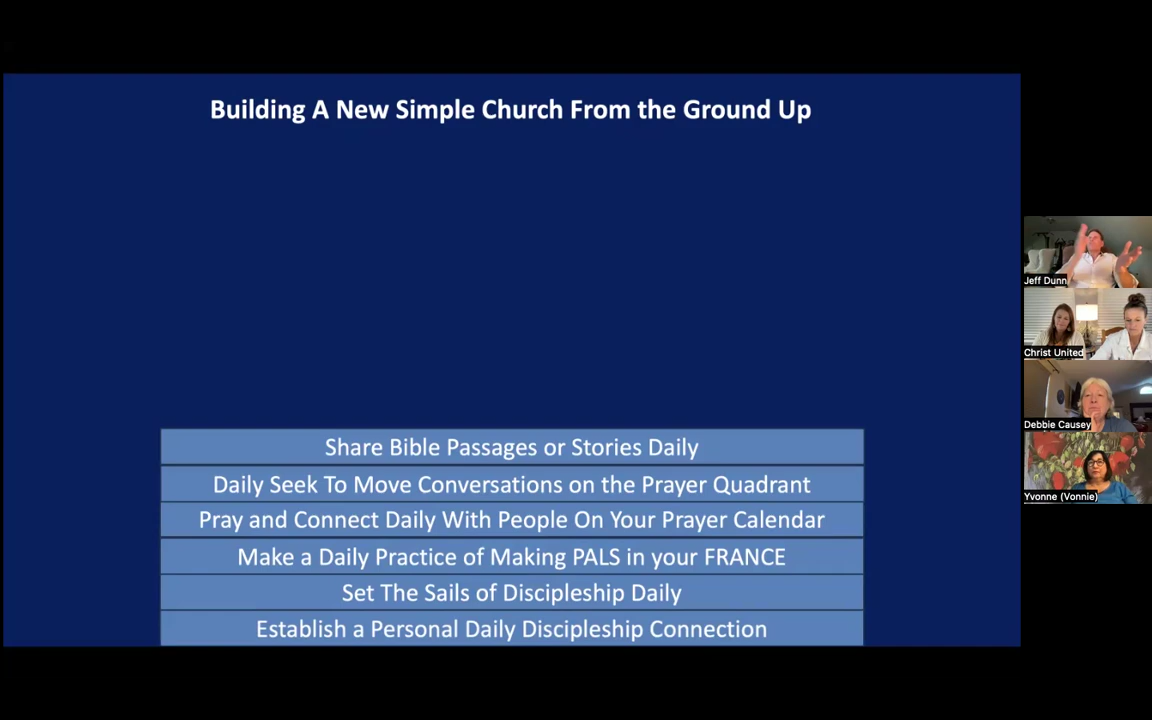 Building A New Simple Church From the Ground Up
Share Bible Passages or Stories Daily
Daily Seek To Move Conversations on the Prayer Quadrant
Pray and Connect Daily With People On Your Prayer Calendar
Make a Daily Practice of Making PALS in your FRANCE
Set The Sails of Discipleship Daily
Establish a Personal Daily Discipleship Connection
Jeff Dunn
Christ United
Debbie Causey
Yvonne (Vonnie)